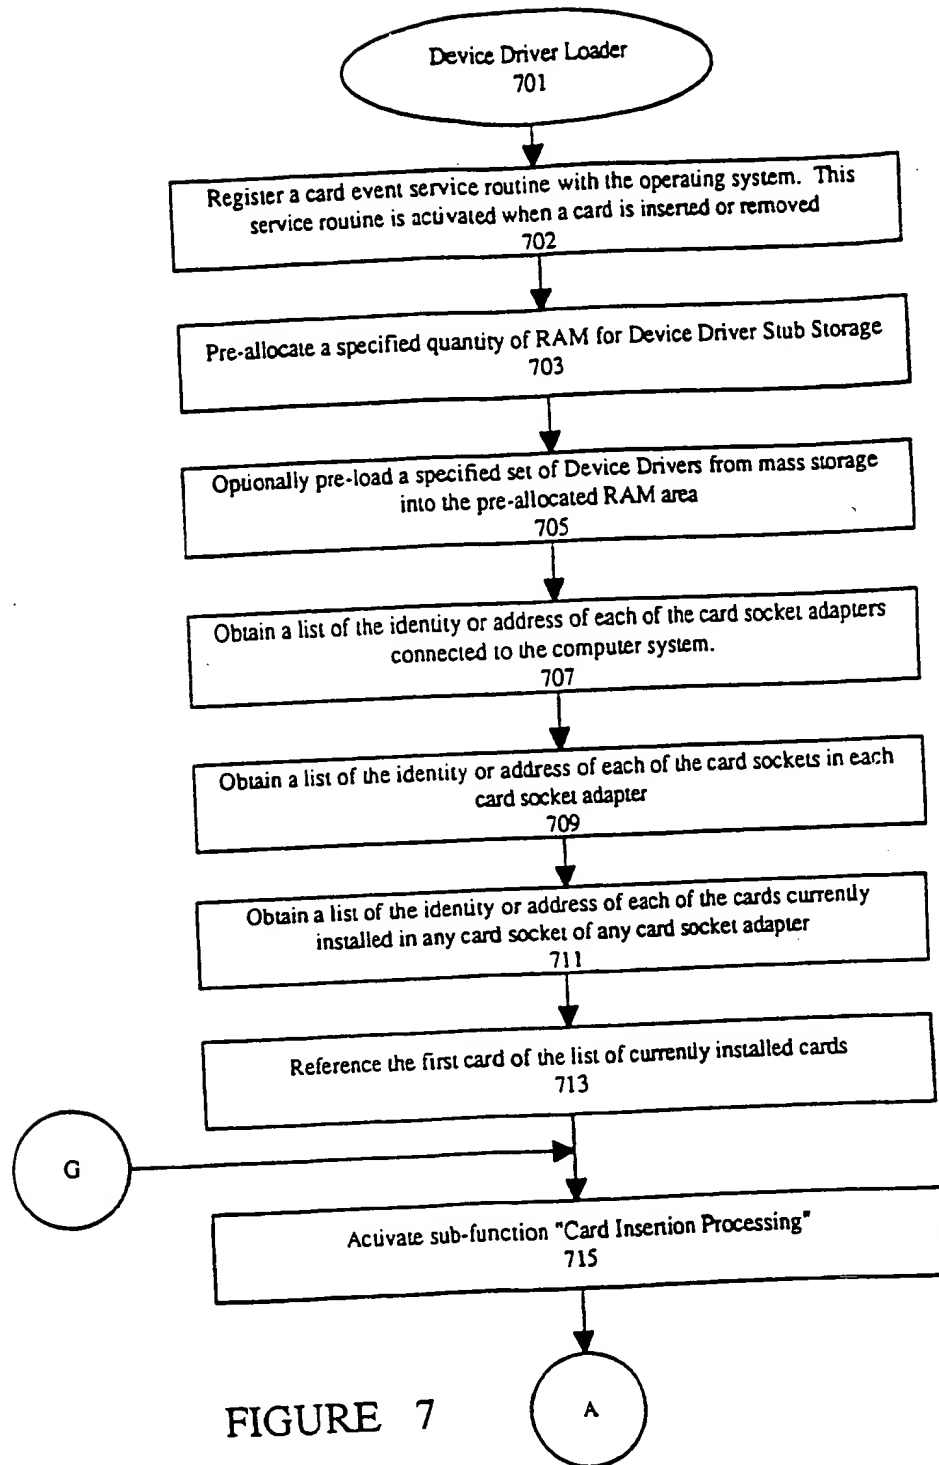 Device Driver Loader
701
Register a card event service routine with the operating system. This
service routine is activated when a card is inserted or removed
702
Pre-allocate a specified quantity of RAM for Device Driver Stub Storage
703
Optionally pre-load a specified set of Device Drivers from mass storage
into the pre-allocated RAM area
705
Obtain a list of the identity or address of each of the card socket adapters
connected to the computer system.
707
Obtain a list of the identity or address of each of the card sockets in each
card socket adapter
709
Obtain a list of the identity or address of each of the cards currently
installed in any card socket of any card socket adapter
711
Reference the first card of the list of currently installed cards
713
G
Activate sub-function "Card Insertion Processing"
715
A
FIGURE 7